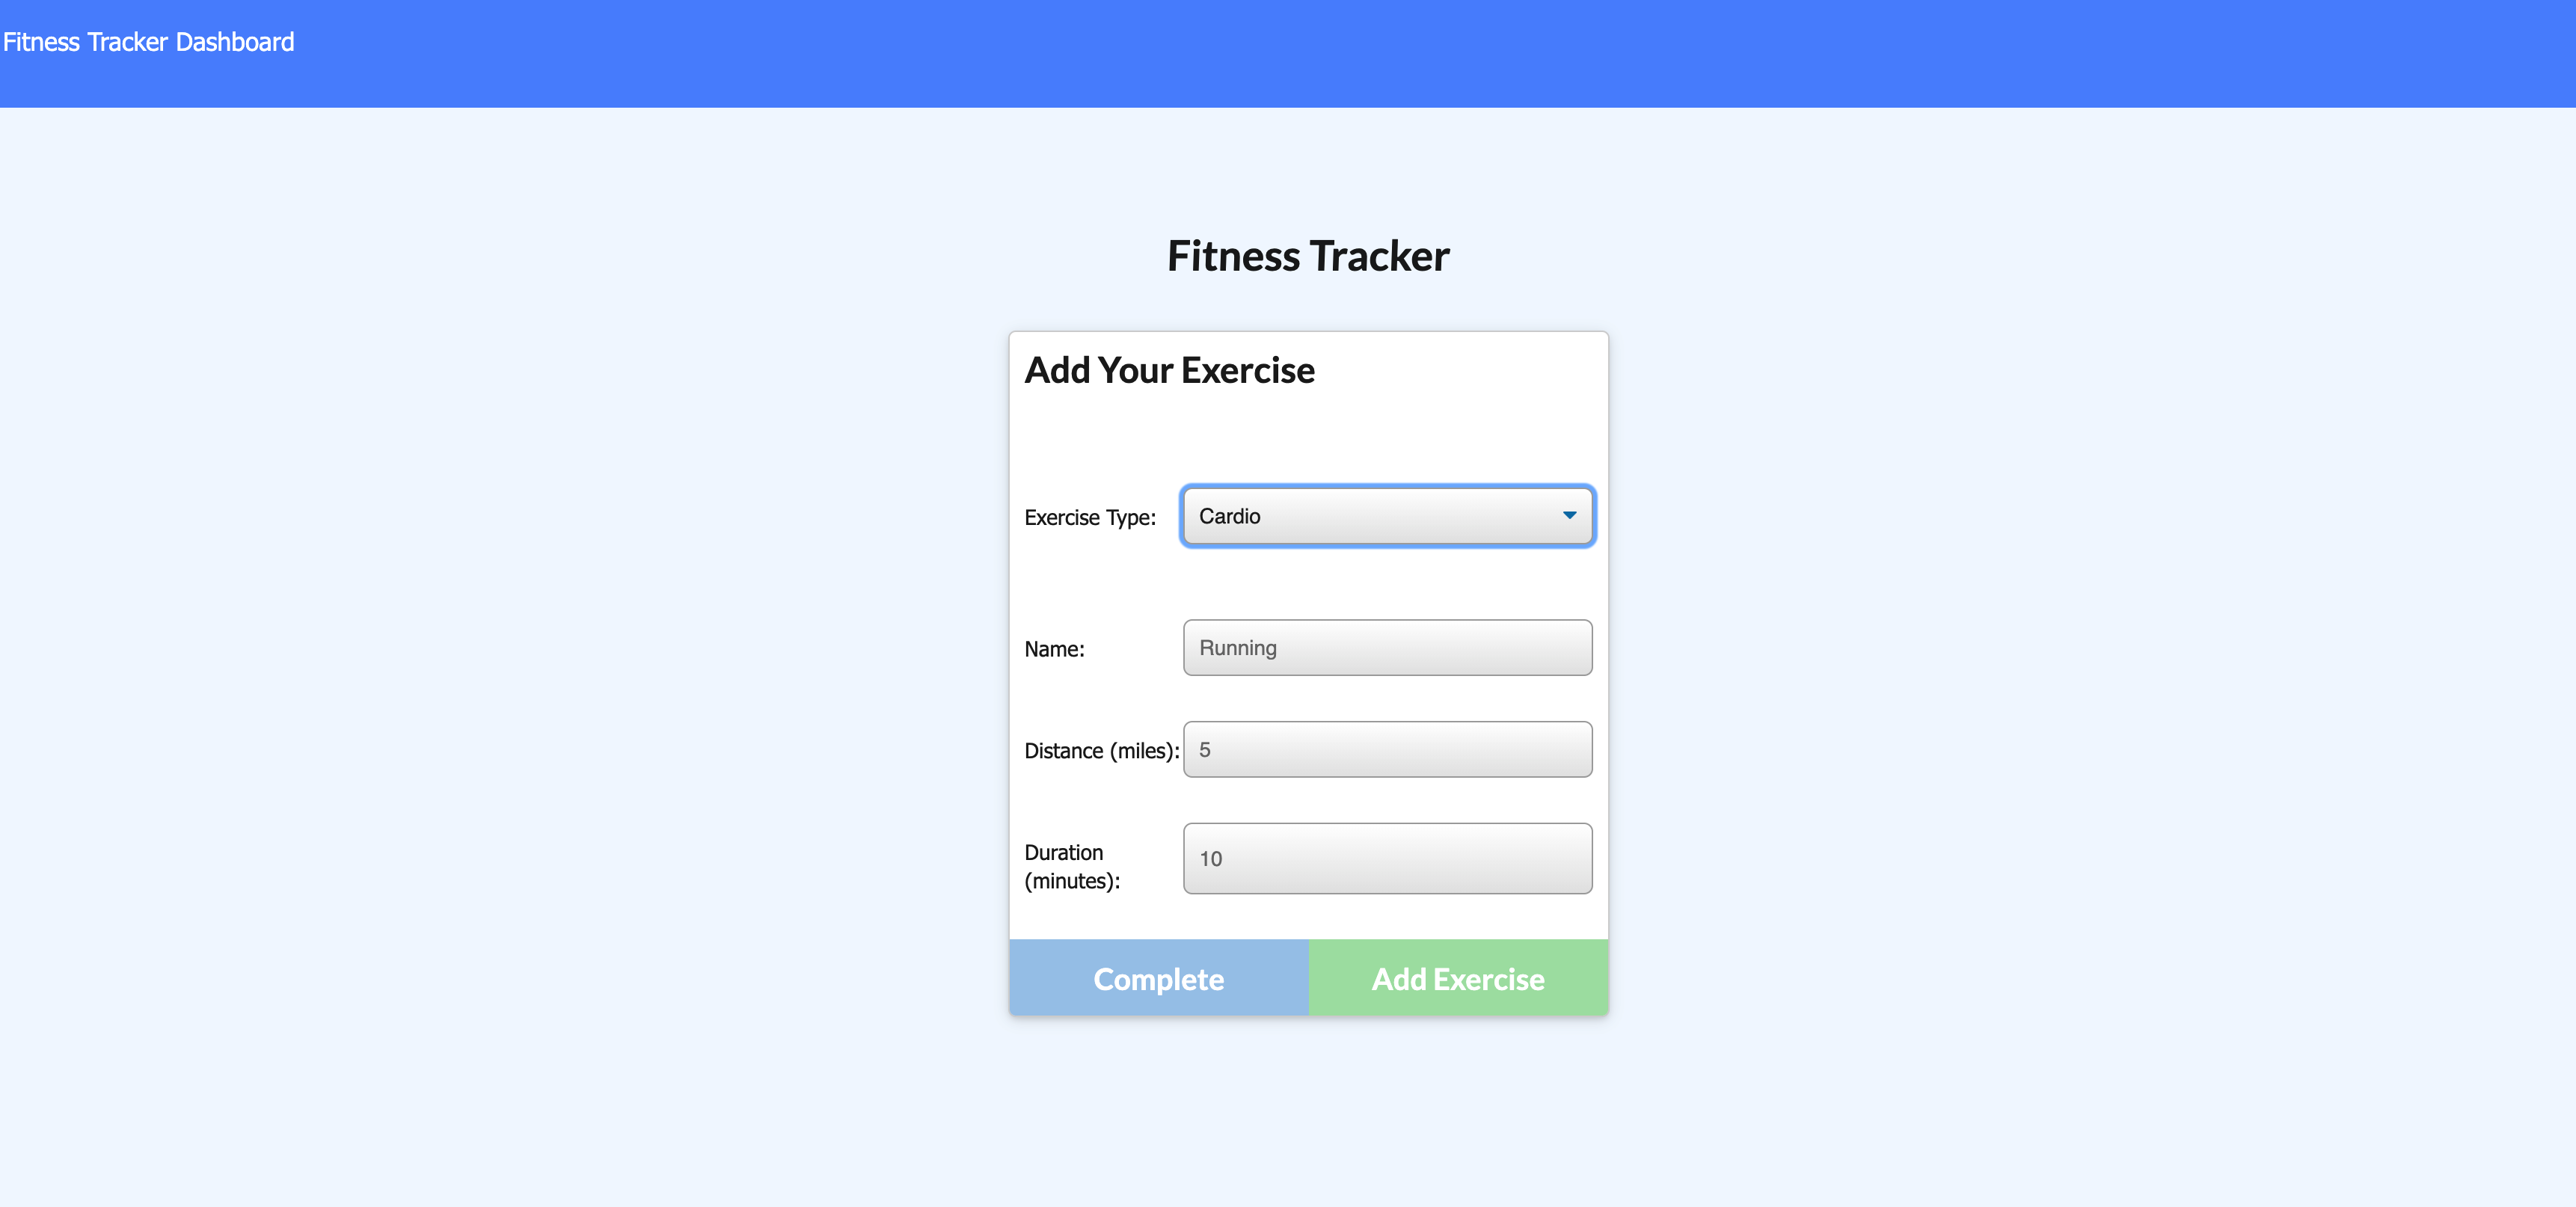 Fitness Tracker Dashboard
Fitness Tracker
Add Your Exercise
Exercise Type: Cardio
Name: Running
Distance (miles): 5
Duration (minutes): 10
Complete Add Exercise